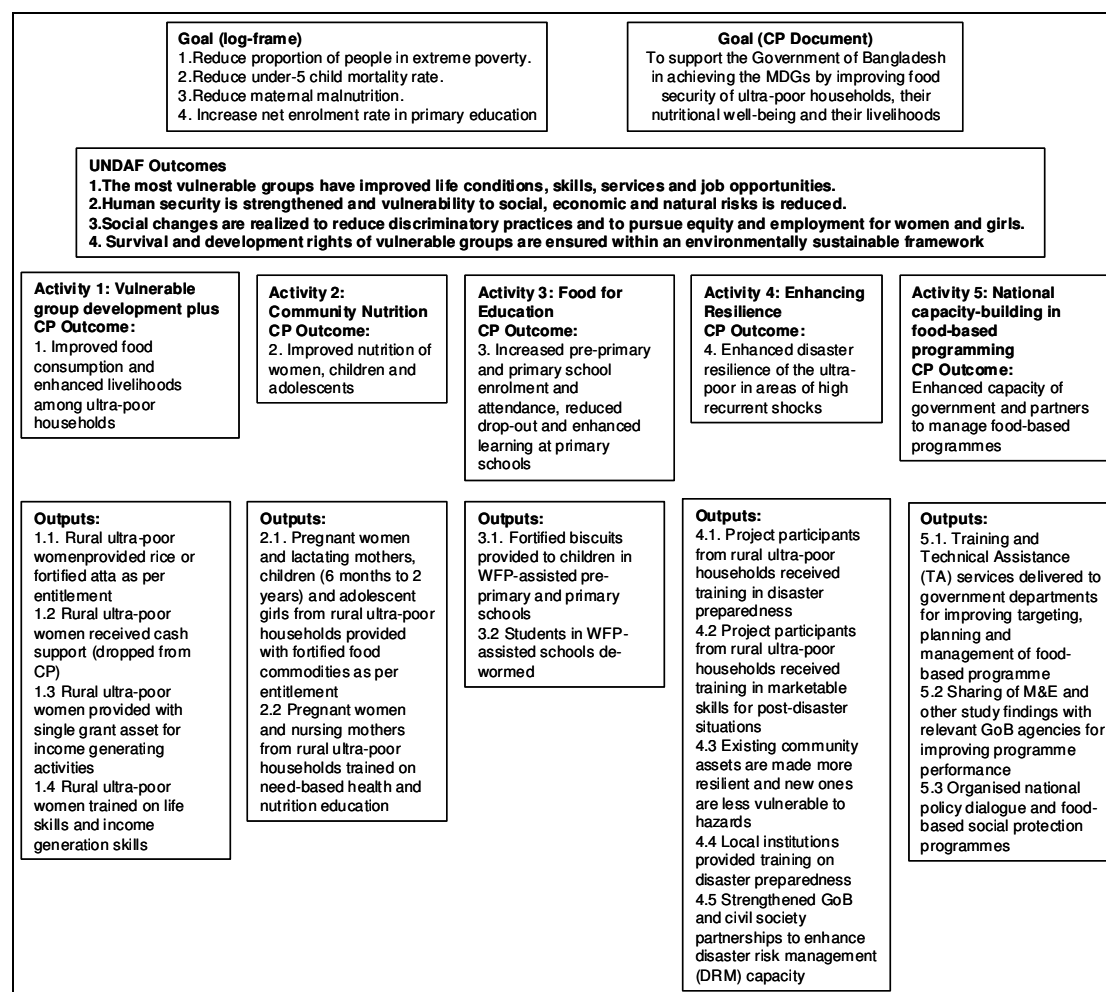 Goal (log-frame)
1.Reduce proportion of people in extreme poverty.
2.Reduce under-5 child mortality rate.
3.Reduce maternal malnutrition.
4. Increase net enrolment rate in primary education
Goal (CP Document)
To support the Government of Bangladesh
in achieving the MDGs by improving food
security of ultra-poor households, their
nutritional well-being and their livelihoods
UNDAF Outcomes
1.The most vulnerable groups have improved life conditions, skills, services and job opportunities.
2.Human security is strengthened and vulnerability to social, economic and natural risks is reduced.
3.Social changes are realized to reduce discriminatory practices and to pursue equity and employment for women and girls.
4. Survival and development rights of vulnerable groups are ensured within an environmentally sustainable framework
Activity 1: Vulnerable
group development plus
CP Outcome:
1. Improved food
consumption and
enhanced livelihoods
among ultra-poor
households
Activity 2:
Community Nutrition
CP Outcome:
2. Improved nutrition of
women, children and
adolescents
Activity 3: Food for
Education
CP Outcome:
3. Increased pre-primary
and primary school
enrolment and
attendance, reduced
drop-out and enhanced
learning at primary
schools
Activity 4: Enhancing
Resilience
CP Outcome:
4. Enhanced disaster
resilience of the ultra-
poor in areas of high
recurrent shocks
Activity 5: National
capacity-building in
food-based
programming
CP Outcome:
Enhanced capacity of
government and partners
to manage food-based
programmes
Outputs:
1.1. Rural ultra-poor
womenprovided rice or
fortified atta as per
entitlement
1.2 Rural ultra-poor
women received cash
support (dropped from
CP)
1.3 Rural ultra-poor
women provided with
single grant asset for
income generating
activities
1.4 Rural ultra-poor
women trained on life
skills and income
generation skills
Outputs:
2.1. Pregnant women
and lactating mothers,
children (6 months to 2
years) and adolescent
girls from rural ultra-poor
households provided
with fortified food
commodities as per
entitlement
2.2 Pregnant women
and nursing mothers
from rural ultra-poor
households trained on
need-based health and
nutrition education
Outputs:
3.1. Fortified biscuits
provided to children in
WFP-assisted pre-
primary and primary
schools
3.2 Students in WFP-
assisted schools de-
wormed
Outputs:
4.1. Project participants
from rural ultra-poor
households received
training in disaster
preparedness
4.2 Project participants
from rural ultra-poor
households received
training in marketable
skills for post-disaster
situations
4.3 Existing community
assets are made more
resilient and new ones
are less vulnerable to
hazards
4.4 Local institutions
provided training on
disaster preparedness
4.5 Strengthened GoB
and civil society
partnerships to enhance
disaster risk management
(DRM) capacity
Outputs:
5.1. Training and
Technical Assistance
(TA) services delivered to
government departments
for improving targeting,
planning and
management of food-
based programme
5.2 Sharing of M&E and
other study findings with
relevant GoB agencies for
improving programme
performance
5.3 Organised national
policy dialogue and food-
based social protection
programmes